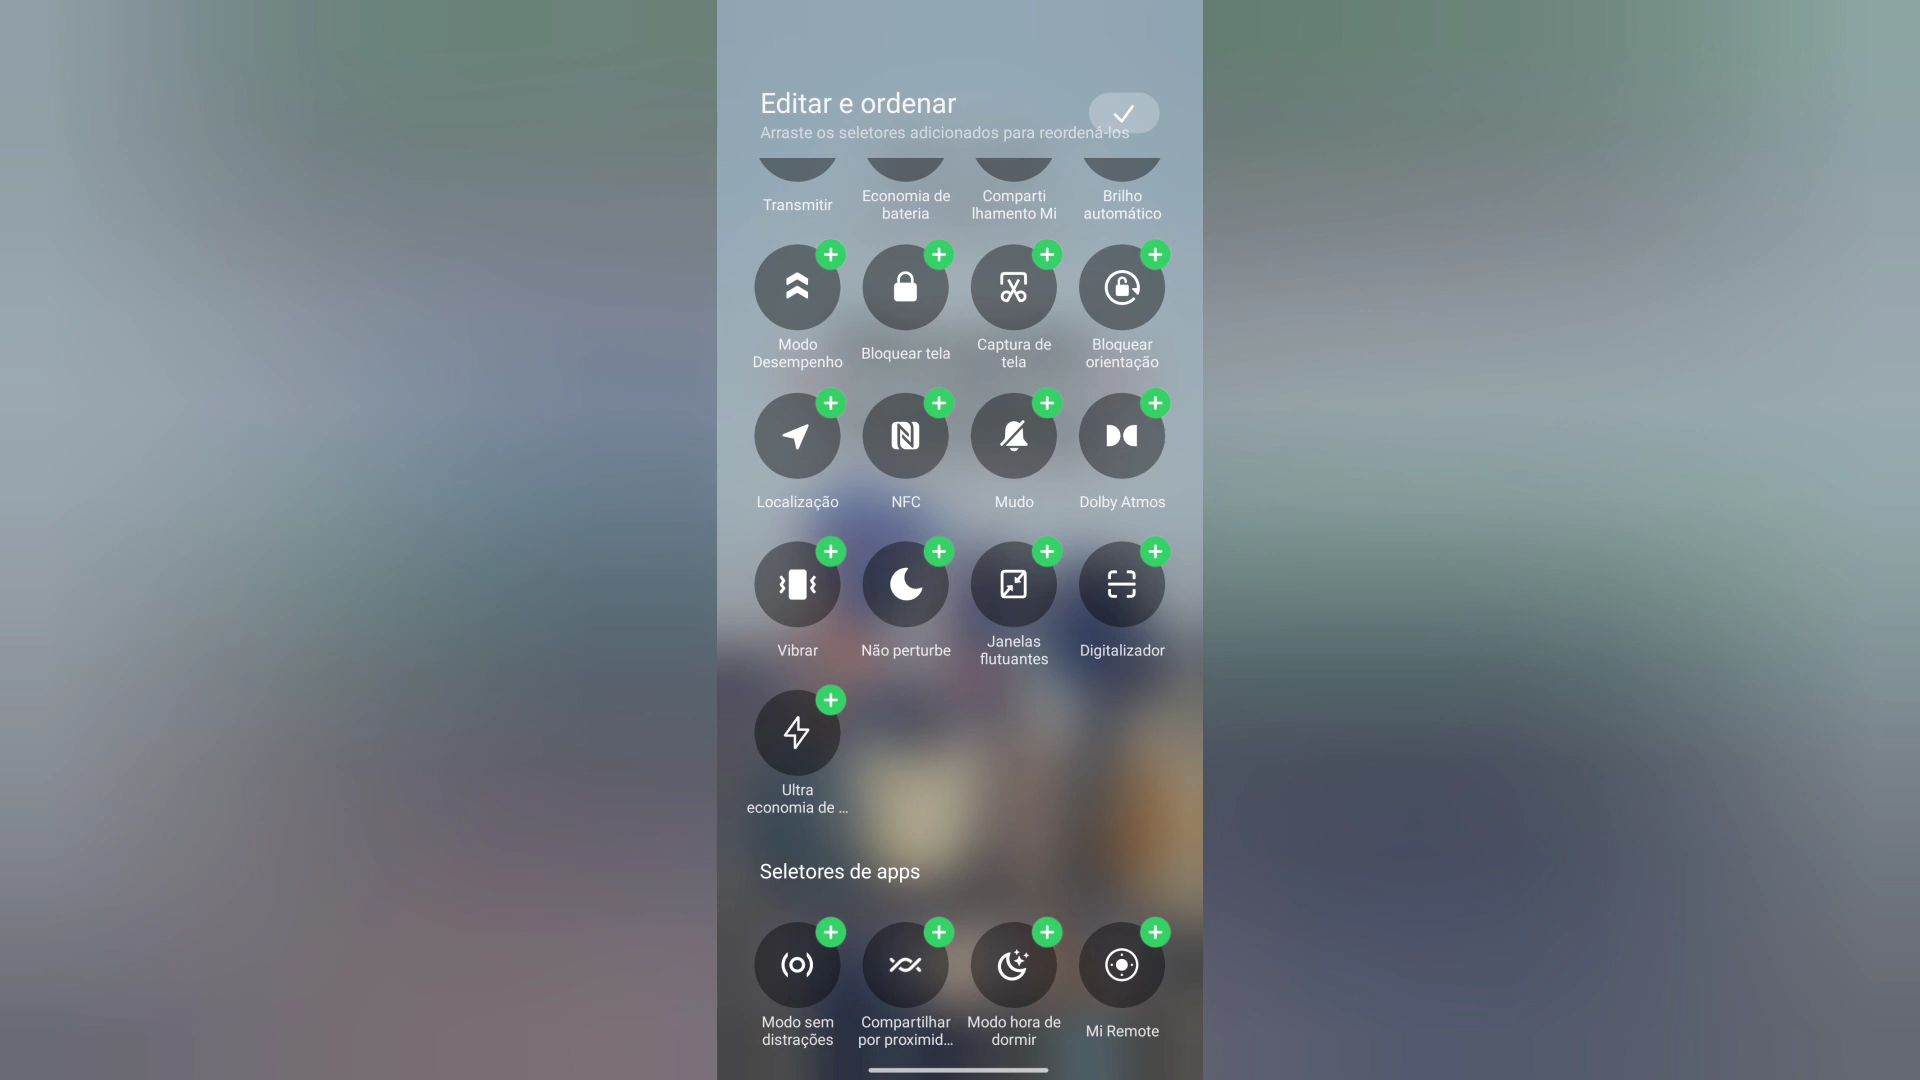 Editar e ordenar
Arraste os seletores adicionados para reordená-los
Transmitir
Economia de
bateria
Comparti
lhamento Mi
Brilho
automático
Modo
Desempenho
Bloquear tela
Captura de
tela
Bloquear
orientação
Localização
NFC
Mudo
Dolby Atmos
Vibrar
Não perturbe
Janelas
flutuantes
Digitalizador
Ultra
economia de ...
Seletores de apps
Modo sem
distrações
Compartilhar
por proximid...
Modo hora de
dormir
Mi Remote